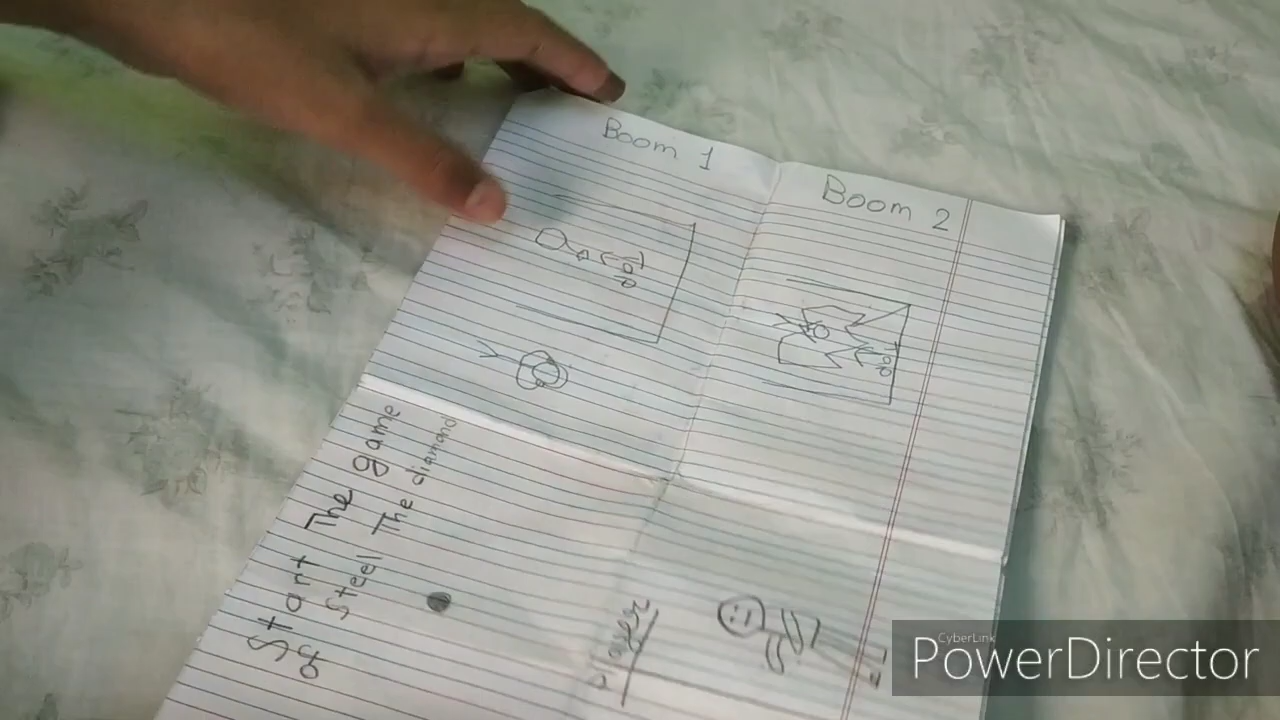 Boom 1
Boom 2
Start The game
of Steel The diamond
Player
CyberLink
PowerDirector